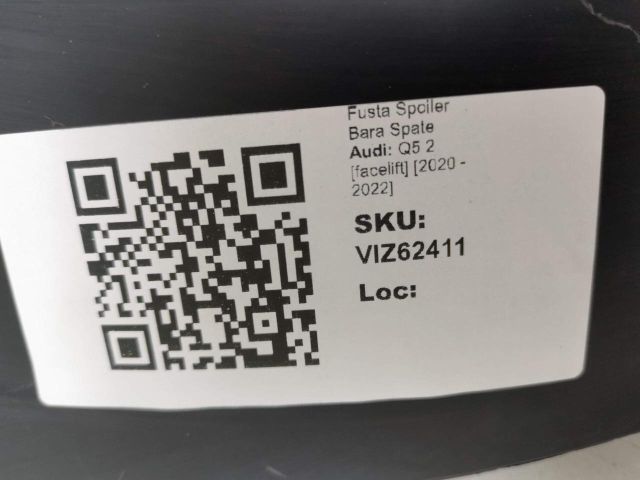 Fusta Spoiler
Bara Spate
Audi: Q5 2
[facelift] [2020 -
2022]
SKU:
VIZ62411
Loc: